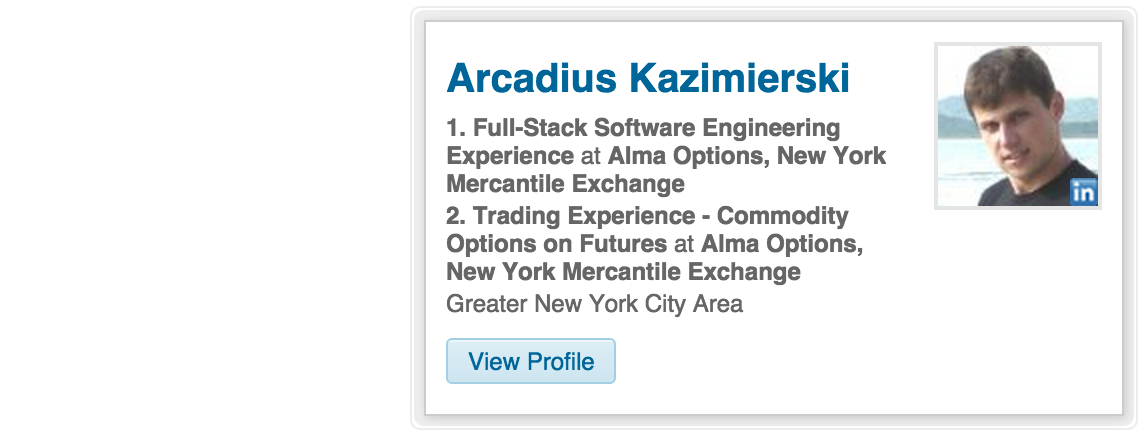 Arcadius Kazimierski
1. Full-Stack Software Engineering
Experience at Alma Options, New York
Mercantile Exchange
2. Trading Experience - Commodity
Options on Futures at Alma Options,
New York Mercantile Exchange
Greater New York City Area
View Profile
in